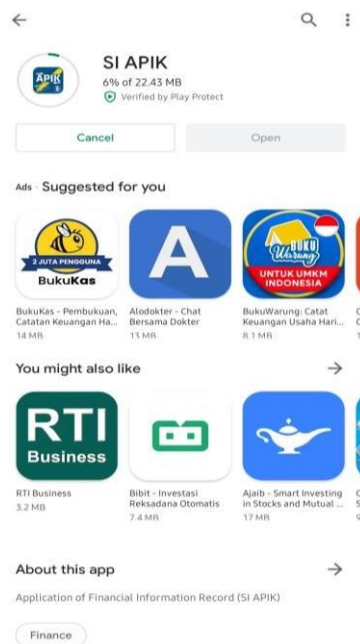 SI APIK
APIK
6% of 22.43 MB
Verified by Play Protect
Cancel
Open
Ads · Suggested for you
2 JUTA PENGGUNA
BukuKas
A
BUKU
Warung
UNTUK UMKM
INDONESIA
BukuKas - Pembukuan,
Catatan Keuangan Ha...
14 MB
Alodokter - Chat
Bersama Dokter
13 MB
BukuWarung: Catat
Keuangan Usaha Hari...
8.1 MB
You might also like
RTI
Business
RTI Business
3.2 MB
Bibit - Investasi
Reksadana Otomatis
7.4 MB
Ajaib - Smart Investing
in Stocks and Mutual ...
17 MB
About this app
Application of Financial Information Record (SI APIK)
Finance